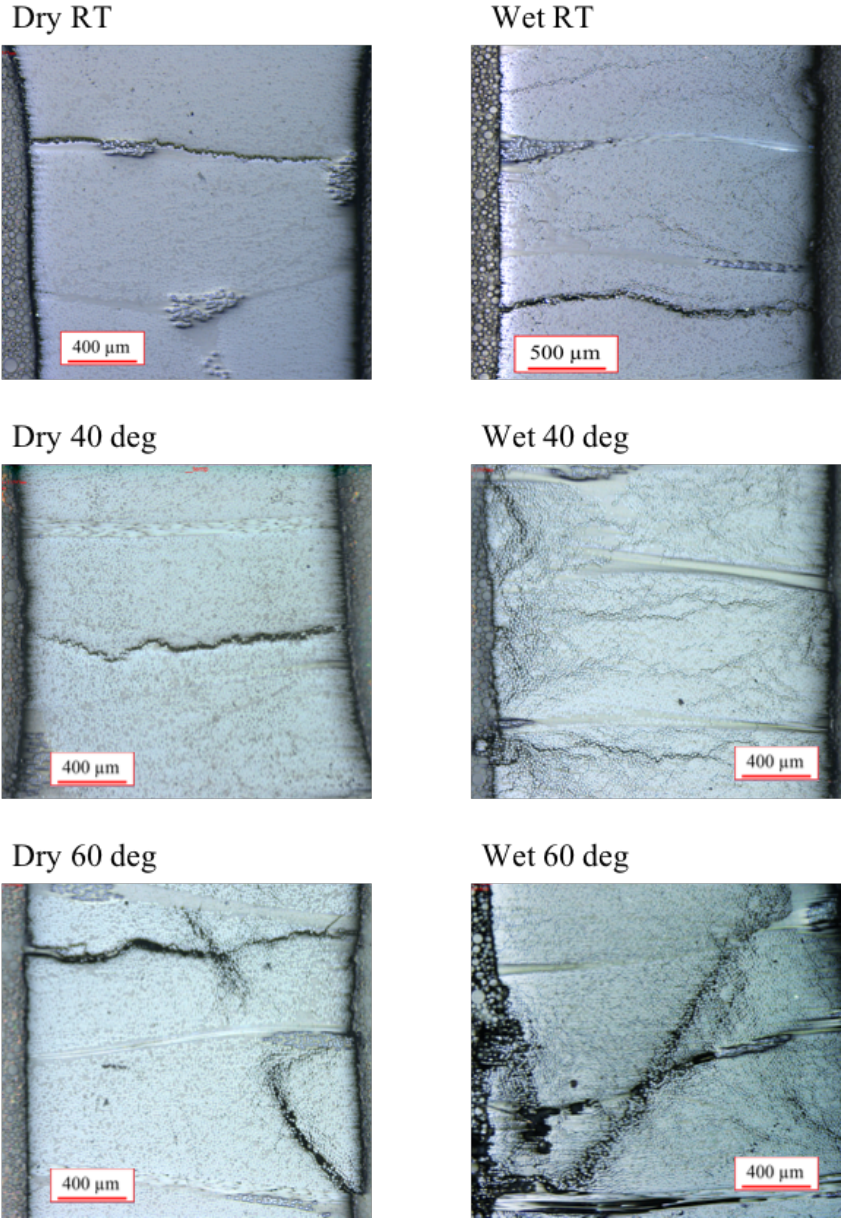 Dry RT
Wet RT
400 μm
500 μm
Dry 40 deg
Wet 40 deg
400 μm
400 μm
Dry 60 deg
Wet 60 deg
400 μm
400 μm